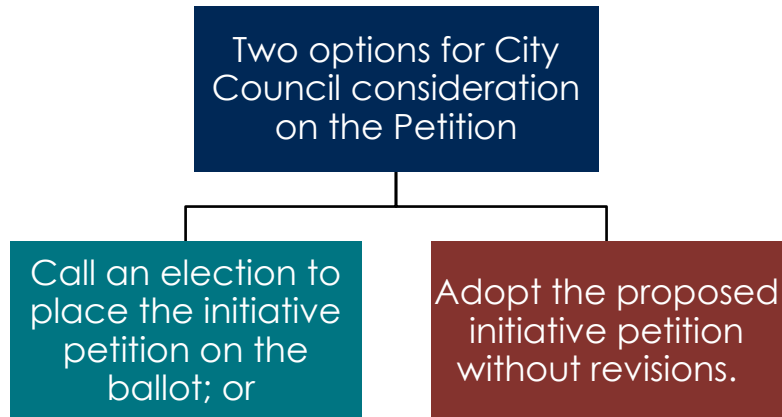 Two options for City
Council consideration
on the Petition
Call an election to
place the initiative
petition on the
ballot; or
Adopt the proposed
initiative petition
without revisions.